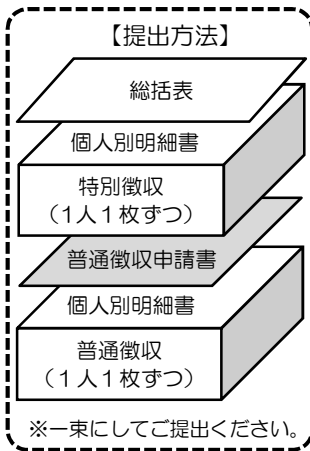 【提出方法】
総括表
個人別明細書
特別徴収
（1人1枚ずつ）
普通徴収申請書
個人別明細書
普通徴収
（１人１枚ずつ）
※一束にしてご提出ください。